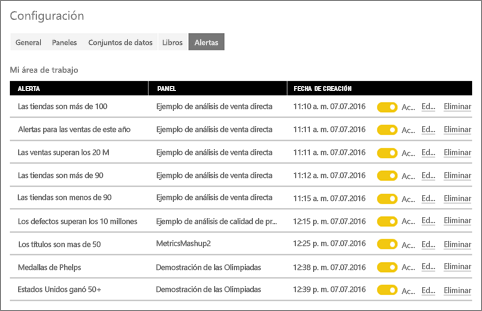 Configuración
General Paneles Conjuntos de datos Libros Alertas
Mi área de trabajo
ALERTA PANEL FECHA DE CREACIÓN
Las tiendas son más de 100 Ejemplo de análisis de venta directa 11:10 a. m. 07.07.2016 Ac... Ed... Eliminar
Alertas para las ventas de este año Ejemplo de análisis de venta directa 11:11 a. m. 07.07.2016 Ac... Ed... Eliminar
Las ventas superan los 20 M Ejemplo de análisis de venta directa 11:11 a. m. 07.07.2016 Ac... Ed... Eliminar
Las tiendas son más de 90 Ejemplo de análisis de venta directa 11:12 a. m. 07.07.2016 Ac... Ed... Eliminar
Las tiendas son menos de 90 Ejemplo de análisis de venta directa 11:15 a. m. 07.07.2016 Ac... Ed... Eliminar
Los defectos superan los 10 millones Ejemplo de análisis de calidad de pr... 12:15 p. m. 07.07.2016 Ac... Ed... Eliminar
Los títulos son mas de 50 MetricsMashup2 12:25 p. m. 07.07.2016 Ac... Ed... Eliminar
Medallas de Phelps Demostración de las Olimpiadas 12:38 p. m. 07.07.2016 Ac... Ed... Eliminar
Estados Unidos ganó 50+ Demostración de las Olimpiadas 12:39 p. m. 07.07.2016 Ac... Ed... Eliminar